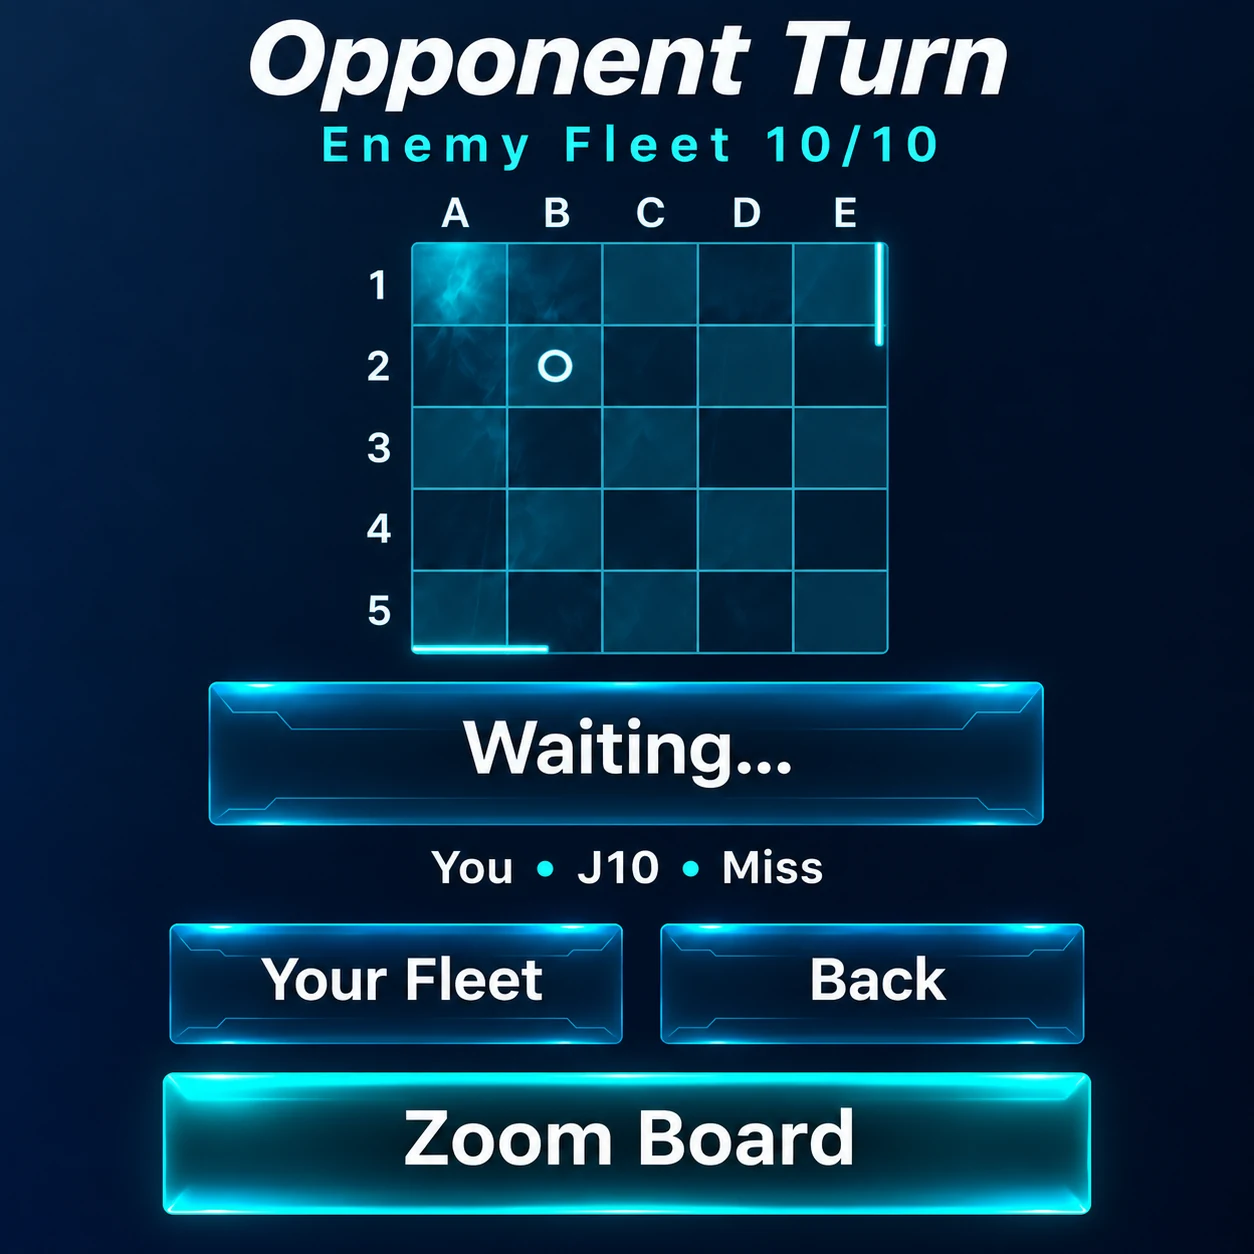 Opponent Turn
Enemy Fleet 10/10
A B C D E
1
2
3
4
5
Waiting...
You • J10 • Miss
Your Fleet
Back
Zoom Board